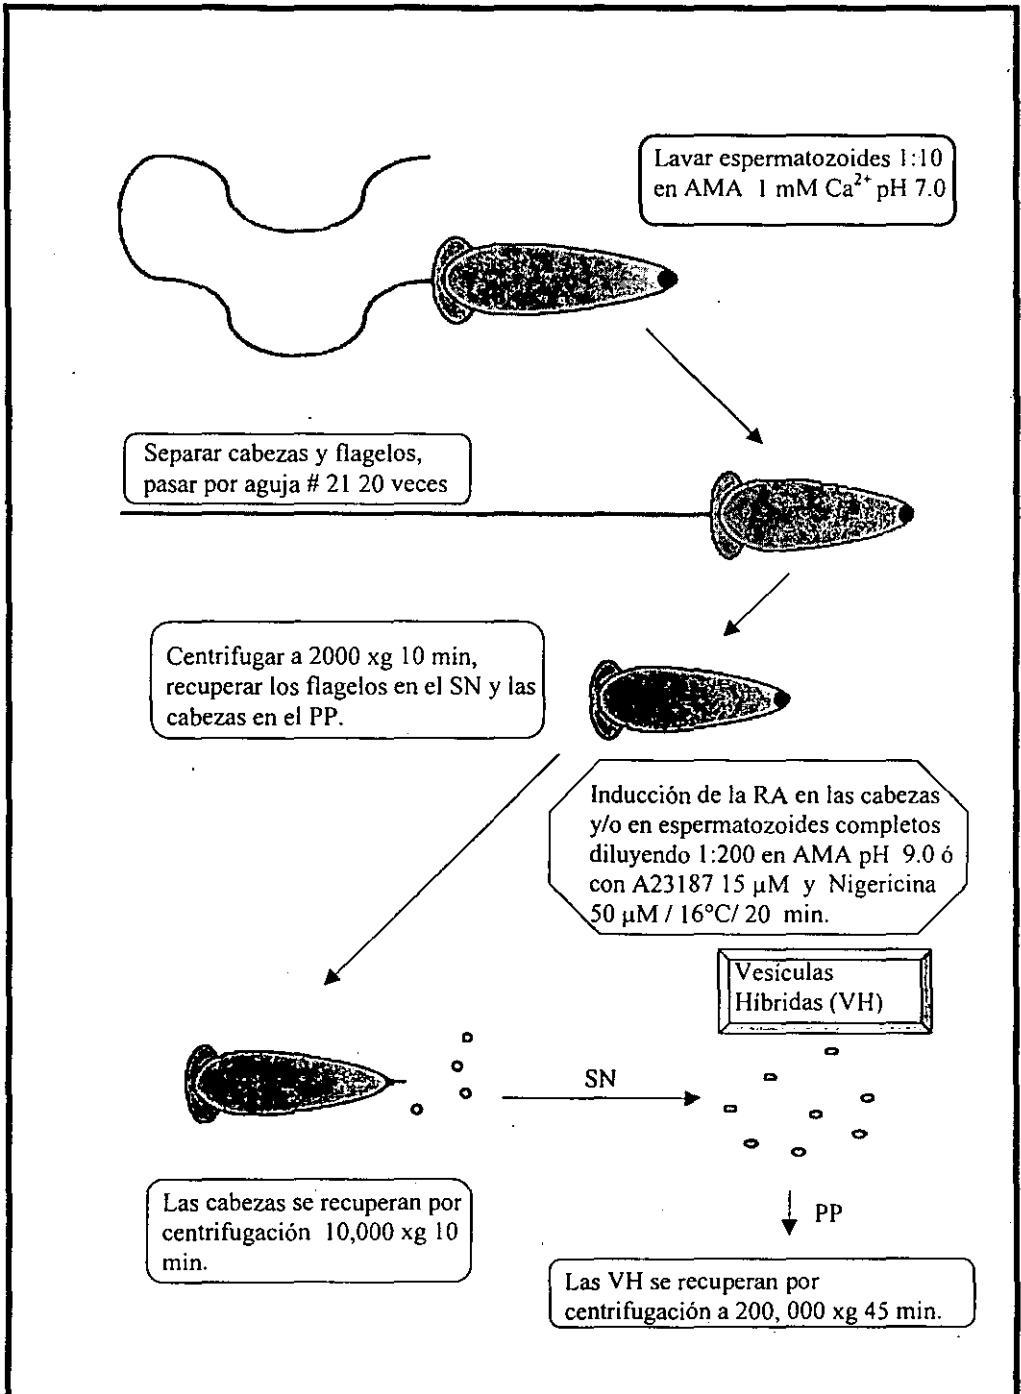 Lavar espermatozoides 1:10
en AMA 1 mM Ca²⁺ pH 7.0
Separar cabezas y flagelos,
pasar por aguja # 21 20 veces
Centrifugar a 2000 xg 10 min,
recuperar los flagelos en el SN y las
cabezas en el PP.
Inducción de la RA en las cabezas
y/o en espermatozoides completos
diluyendo 1:200 en AMA pH 9.0 ó
con A23187 15 µM y Nigericina
50 µM / 16°C/ 20 min.
Vesículas
Híbridas (VH)
SN
PP
Las cabezas se recuperan por
centrifugación 10,000 xg 10
min.
Las VH se recuperan por
centrifugación a 200, 000 xg 45 min.